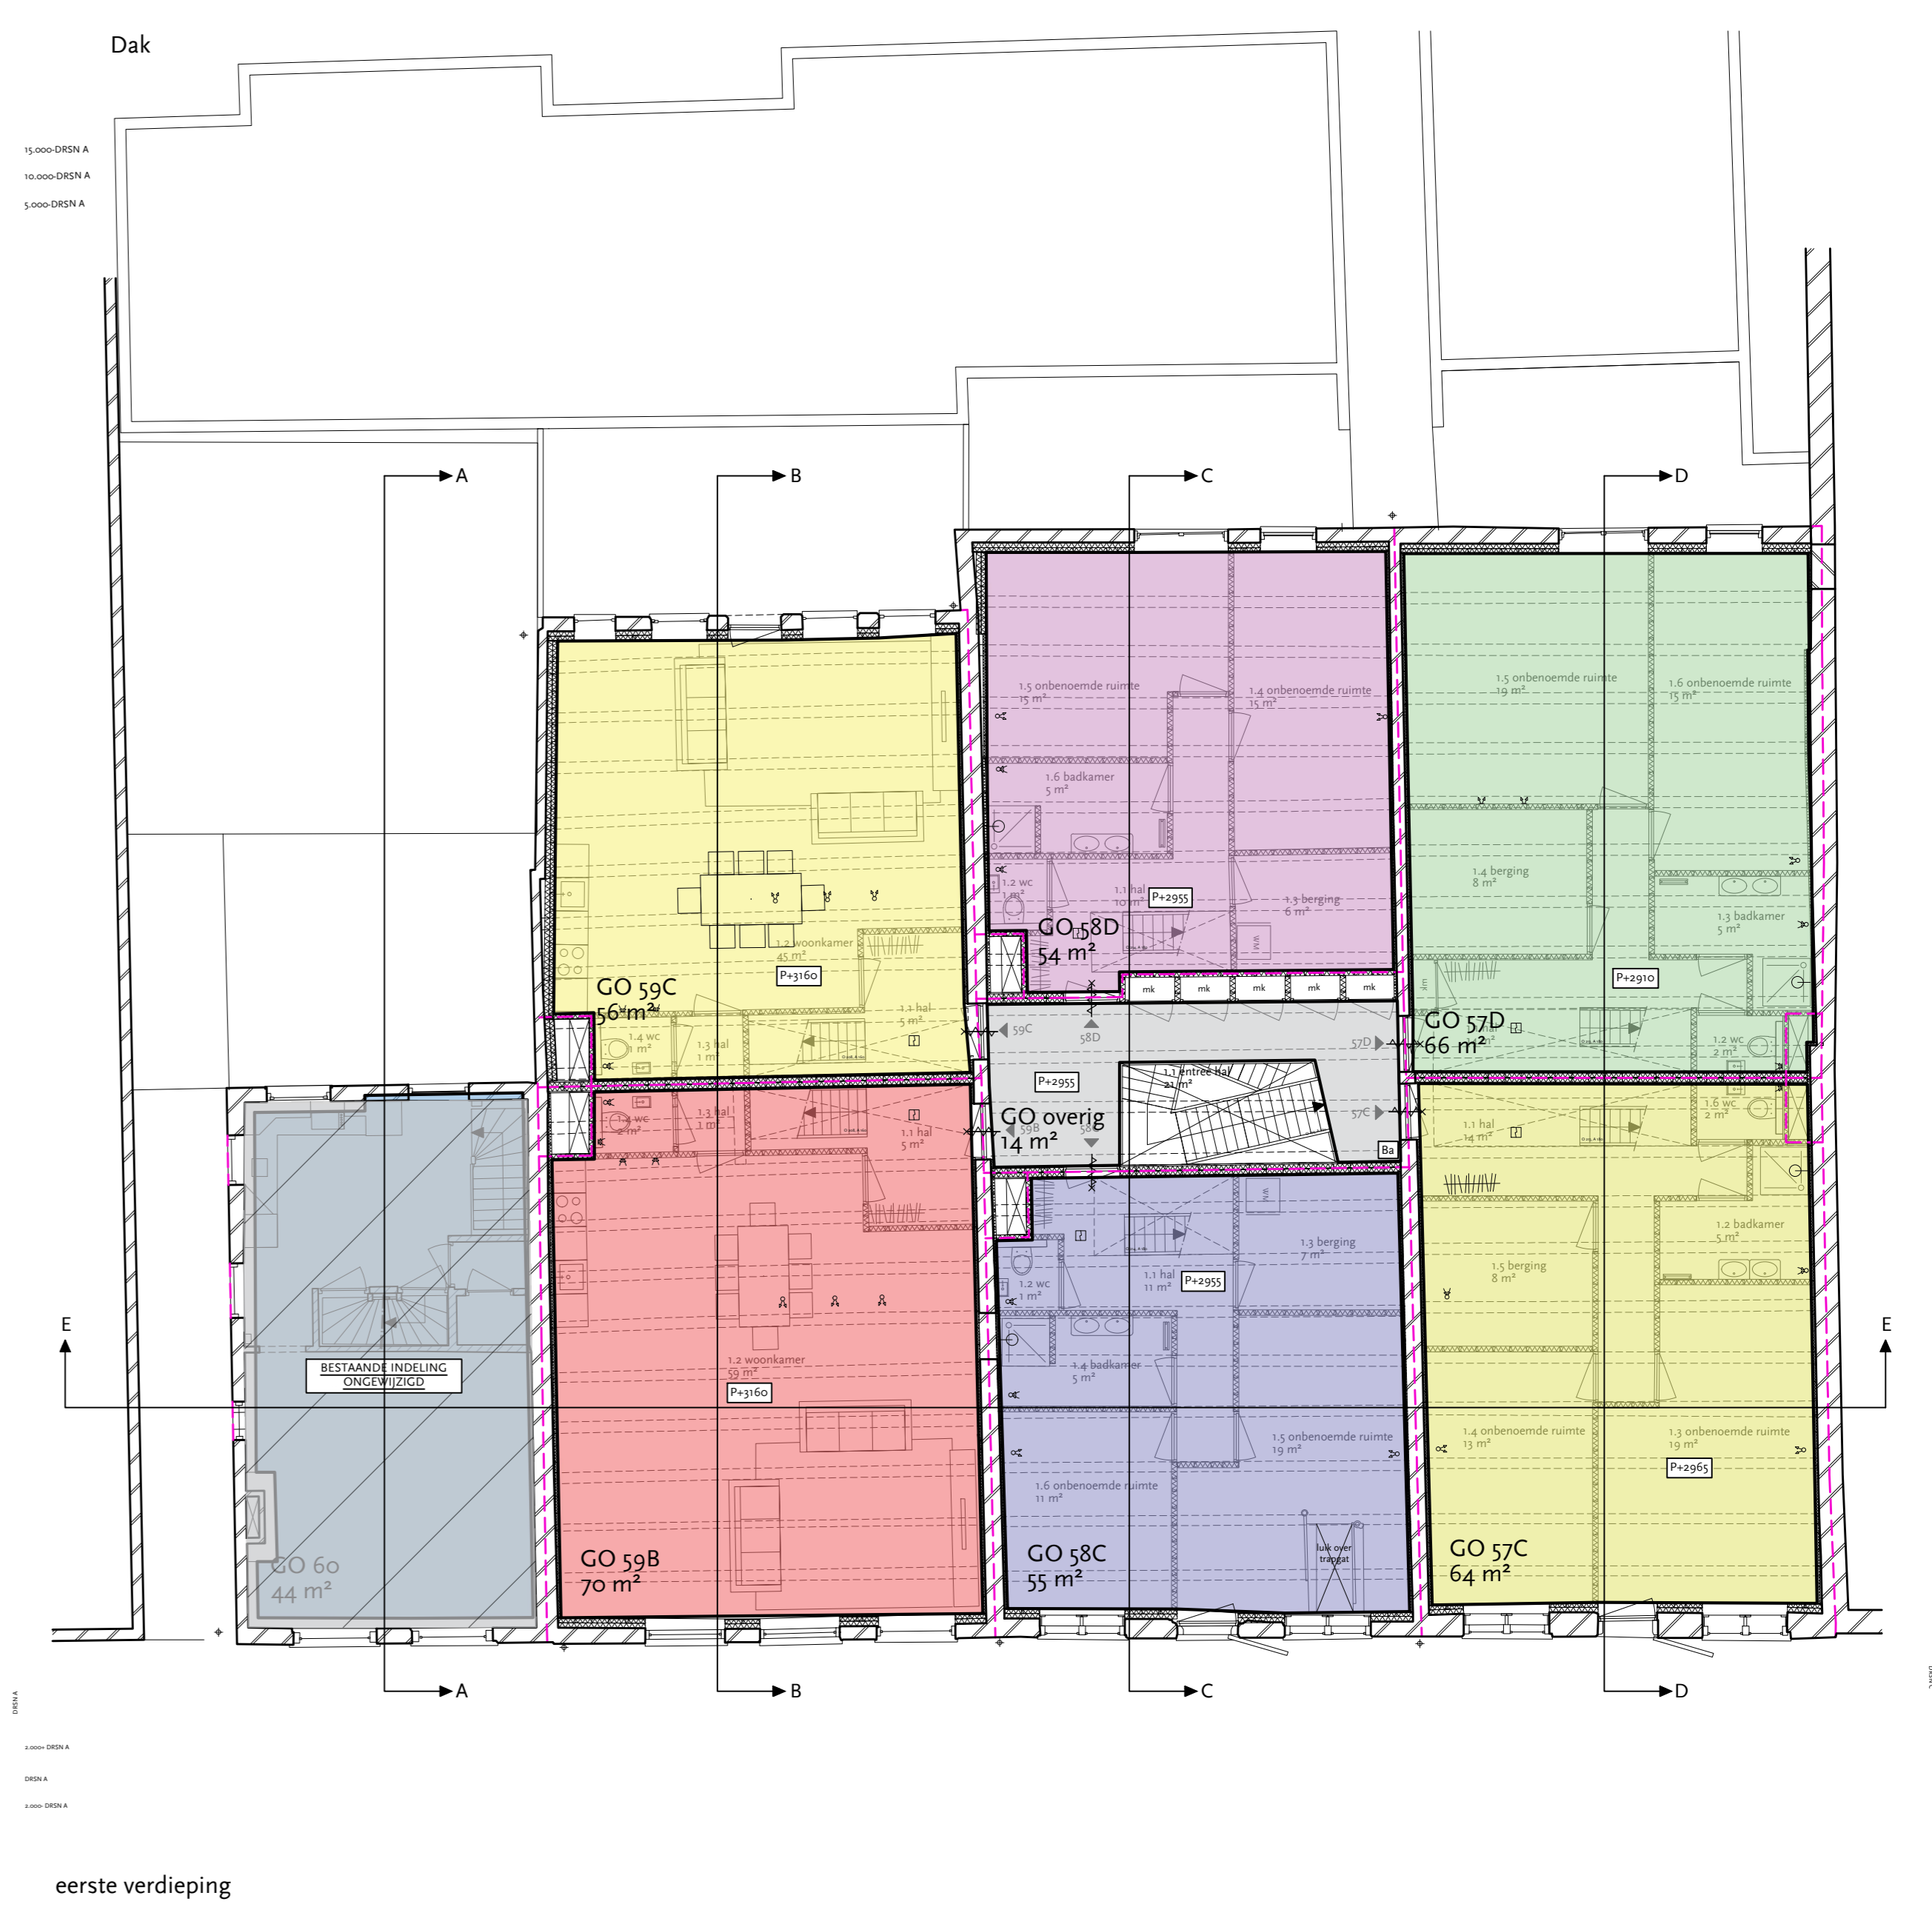 Dak
15.000-DRSN A
10.000-DRSN A
5.000-DRSN A
A
B
C
D
1.5 onbenoemde ruimte
15 m²
1.4 onbenoemde ruimte
15 m²
1.5 onbenoemde ruimte
19 m²
1.6 onbenoemde ruimte
15 m²
1.6 badkamer
5 m²
1.2 wc
1 m²
1.1 hal
10 m²
P+2955
1.3 berging
6 m²
WM
GO 58D
54 m²
1.4 berging
8 m²
1.3 badkamer
5 m²
P+2910
mk
GO 57D
66 m²
1.2 wc
2 m²
1.2 woonkamer
45 m²
P+3160
GO 59C
56 m²
1.4 wc
1 m²
1.3 hal
1 m²
1.1 hal
5 m²
mk
mk
mk
mk
mk
59C
58D
57D
P+2955
1.1 entree hal
21 m²
GO overig
14 m²
59B
57C
Ba
1.3 hal
1 m²
1.1 hal
5 m²
1.2 woonkamer
59 m²
P+3160
GO 59B
70 m²
BESTAANDE INDELING
ONGEWIJZIGD
GO 60
44 m²
WM
1.3 berging
7 m²
1.2 wc
1 m²
1.1 hal
11 m²
P+2955
1.4 badkamer
5 m²
1.5 onbenoemde ruimte
19 m²
1.6 onbenoemde ruimte
11 m²
luik over
trapgat
GO 58C
55 m²
1.6 wc
2 m²
1.1 hal
14 m²
1.2 badkamer
5 m²
1.5 berging
8 m²
1.4 onbenoemde ruimte
13 m²
1.3 onbenoemde ruimte
19 m²
P+2965
GO 57C
64 m²
E
E
A
B
C
D
DRSN A
2.000+ DRSN A
DRSN A
2.000- DRSN A
eerste verdieping